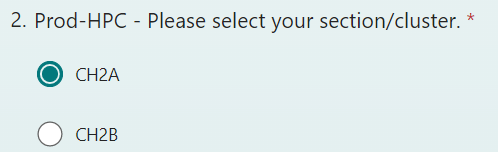 2. Prod-HPC - Please select your section/cluster. *
CH2A
CH2B